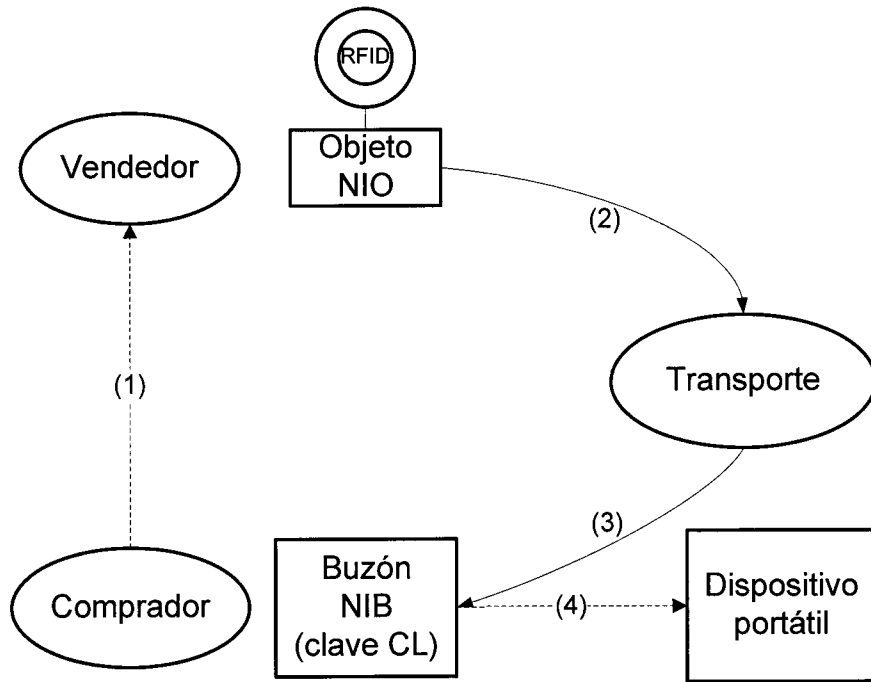 RFID
Objeto
NIO
Vendedor
(2)
Transporte
(1)
(3)
Buzón
NIB
(clave CL)
Comprador
(4)
Dispositivo
portátil